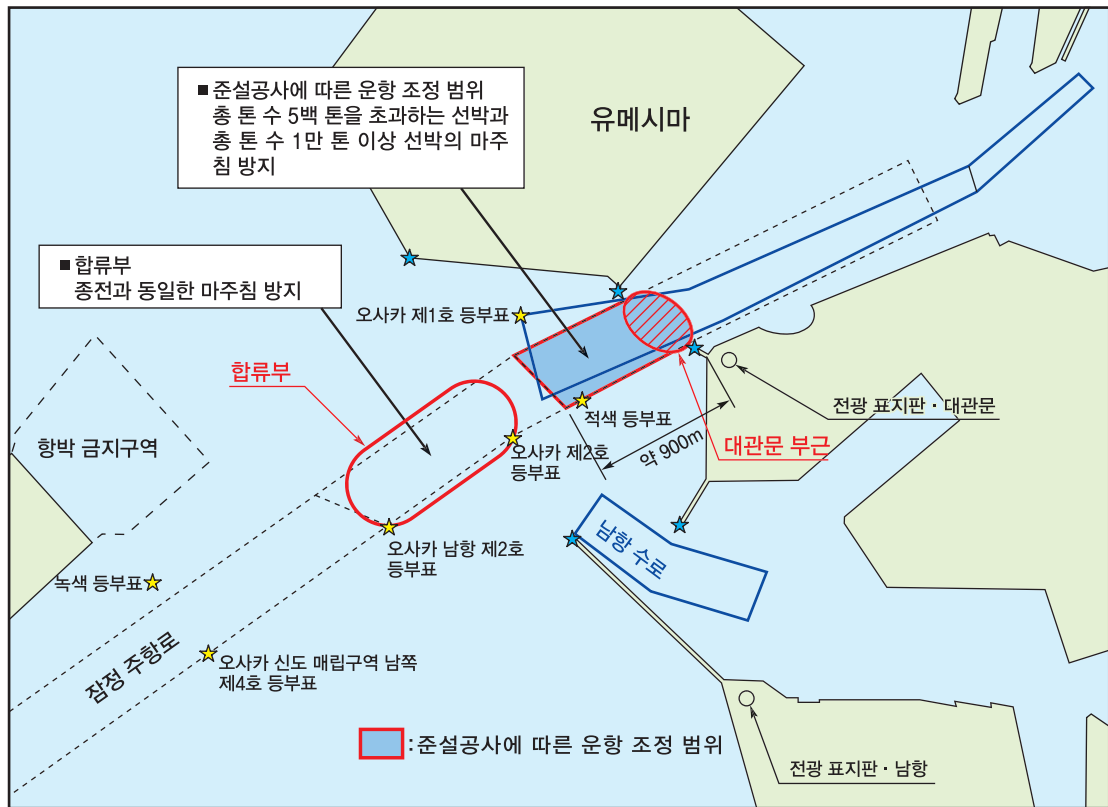 ■ 준설공사에 따른 운항 조정 범위
총 톤 수 5백 톤을 초과하는 선박과
총 톤 수 1만 톤 이상 선박의 마주
침 방지
유메시마
■ 합류부
종전과 동일한 마주침 방지
오사카 제1호 등부표
합류부
전광 표지판 · 대관문
적색 등부표
항박 금지구역
오사카 제2호
등부표
약 900m
대관문 부근
오사카 남항 제2호
등부표
남항 수로
녹색 등부표
잠정 주항로
오사카 신도 매립구역 남쪽
제4호 등부표
:준설공사에 따른 운항 조정 범위
전광 표지판 · 남항